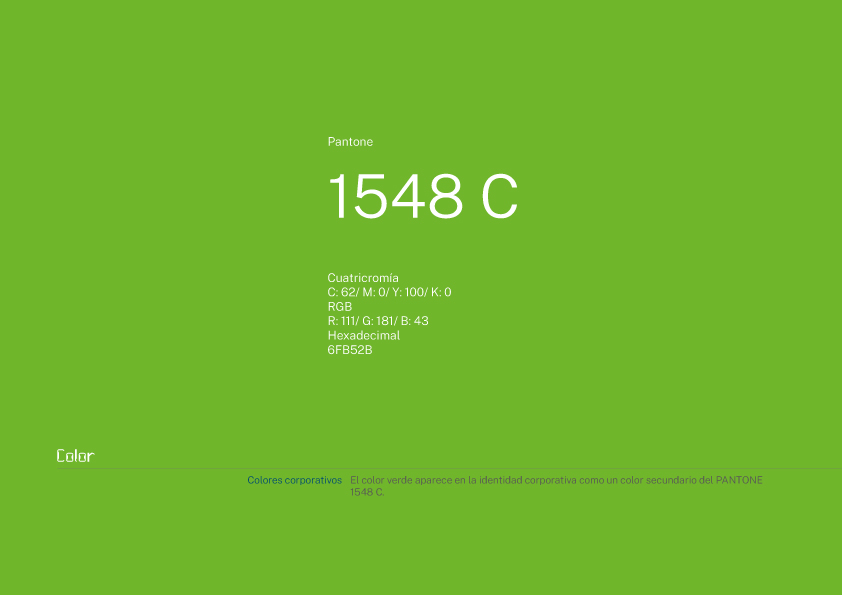 Pantone
1548 C
Cuatricromía
C: 62/ M: 0/ Y: 100/ K: 0
RGB
R: 111/ G: 181/ B: 43
Hexadecimal
6FB52B
Color
Colores corporativos El color verde aparece en la identidad corporativa como un color secundario del PANTONE
1548 C.